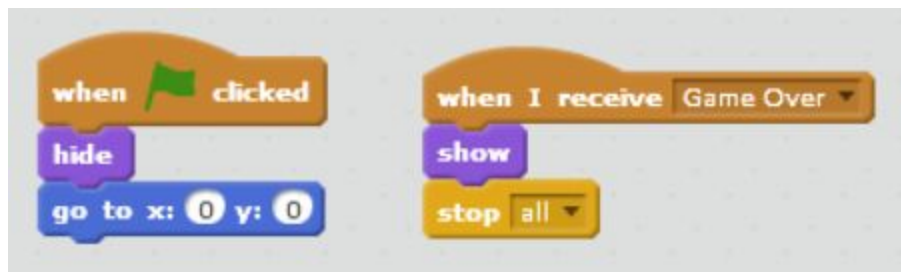 when clicked
hide
go to x: 0 y: 0
when I receive Game Over
show
stop all